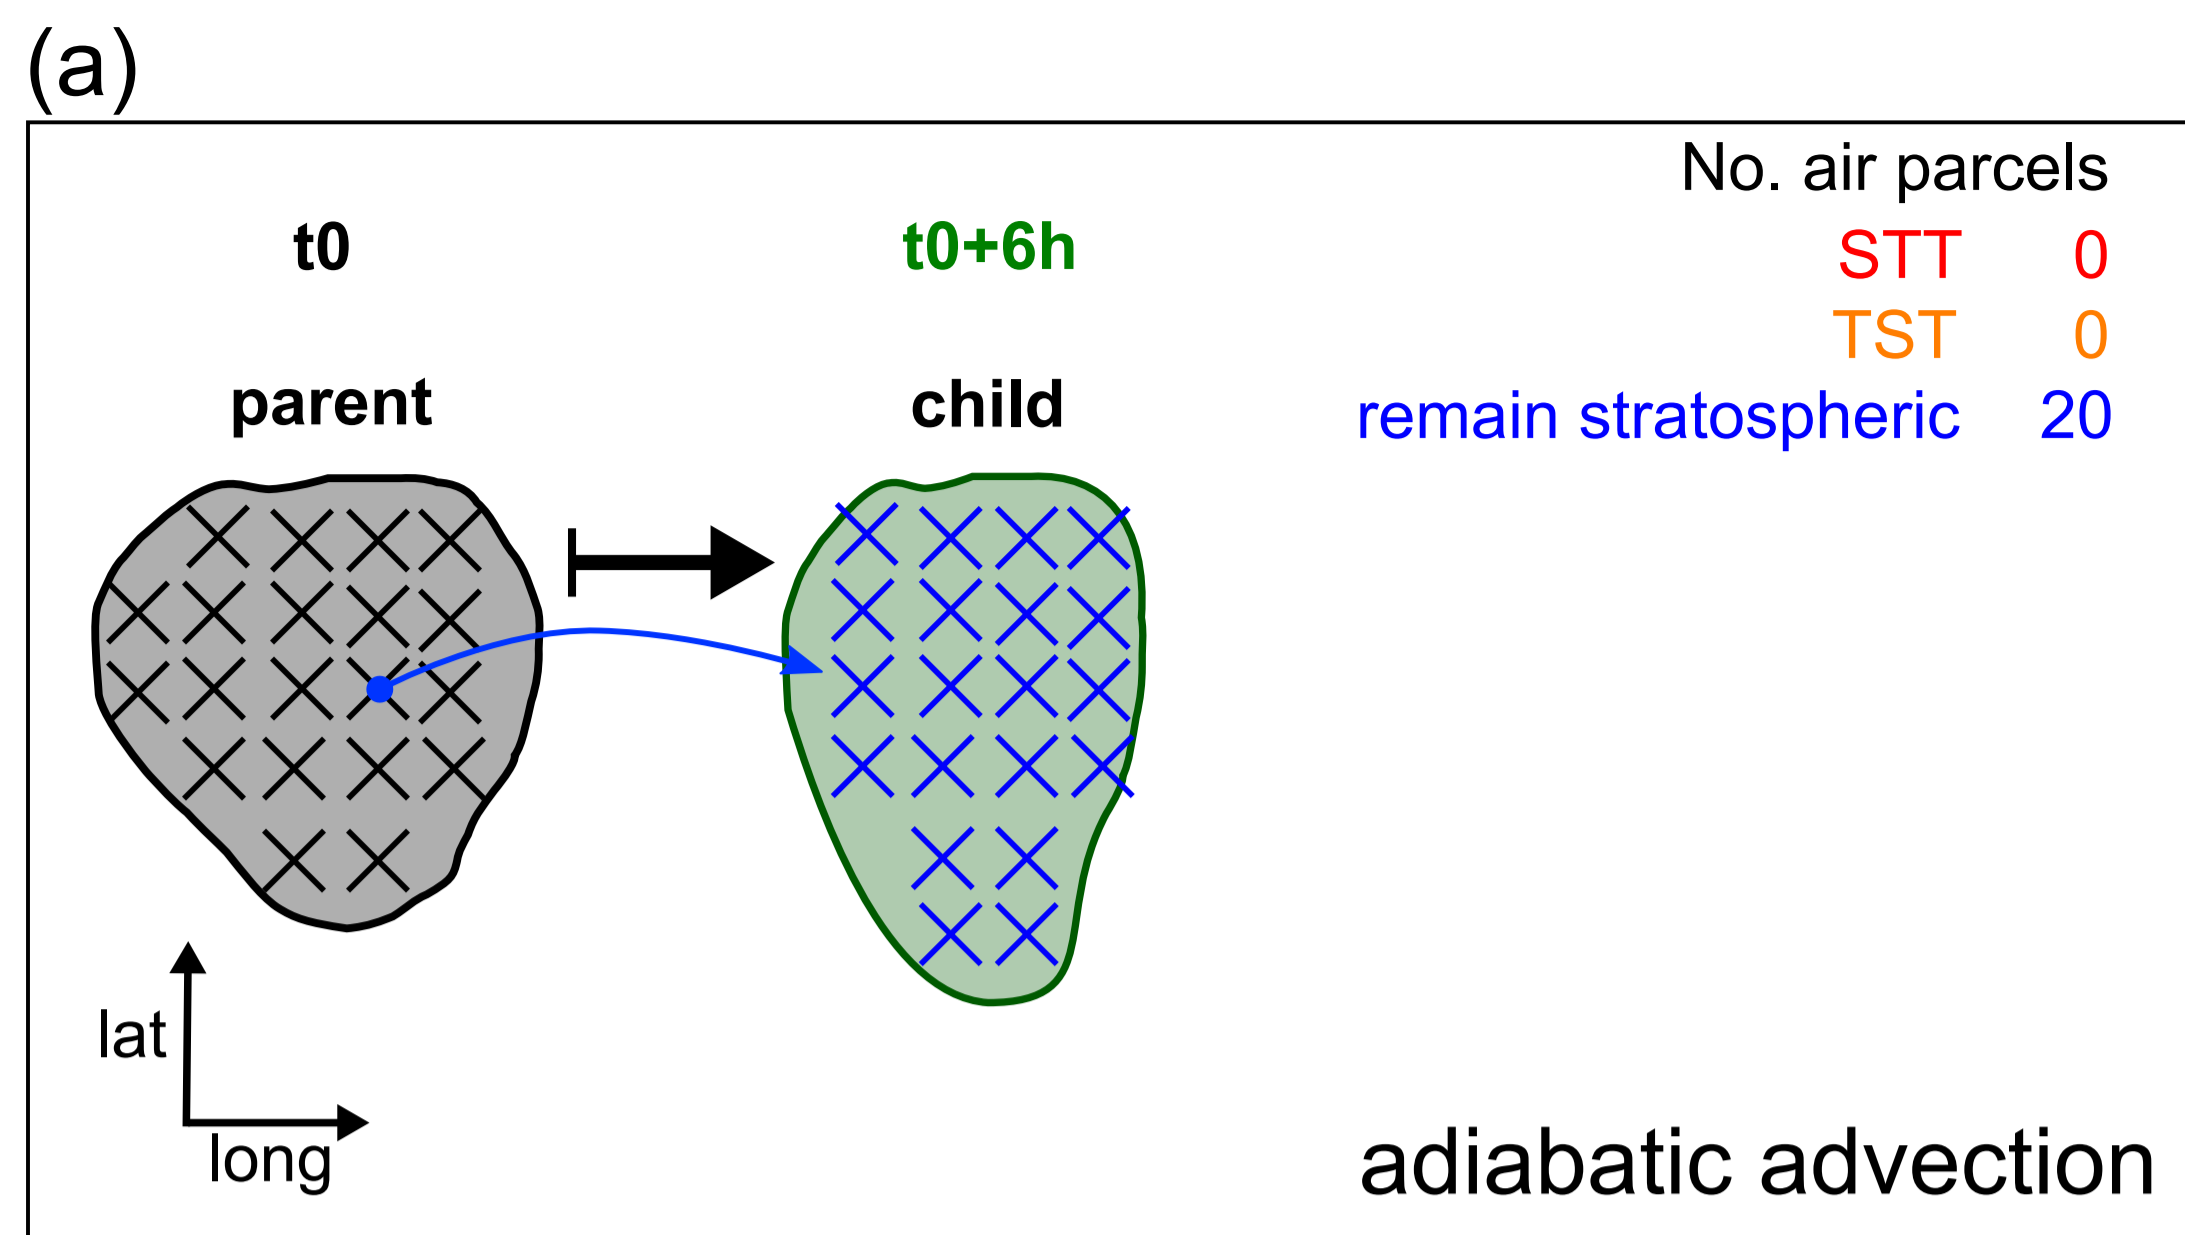 (a)
No. air parcels
t0 t0+6h STT 0
TST 0
parent child remain stratospheric 20
lat
long
adiabatic advection